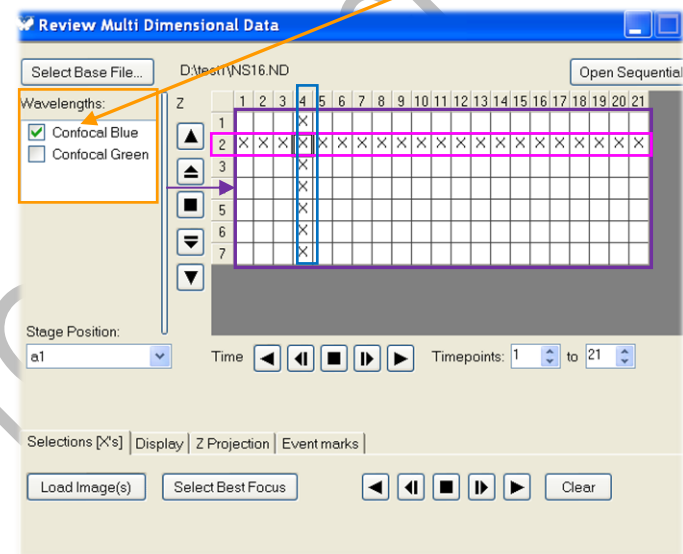 Review Multi Dimensional Data
Select Base File... D:\test1\NS16.ND Open Sequential
Wavelengths: Z 1 2 3 4 5 6 7 8 9 10 11 12 13 14 15 16 17 18 19 20 21
1 X
Confocal Blue 2 X X X X X X X X X X X X X X X X X X X X X
Confocal Green 3 X
X
5 X
6 X
7 X
Stage Position:
a1 Time Timepoints: 1 to 21
Selections [X's] Display Z Projection Event marks
Load Image(s) Select Best Focus Clear